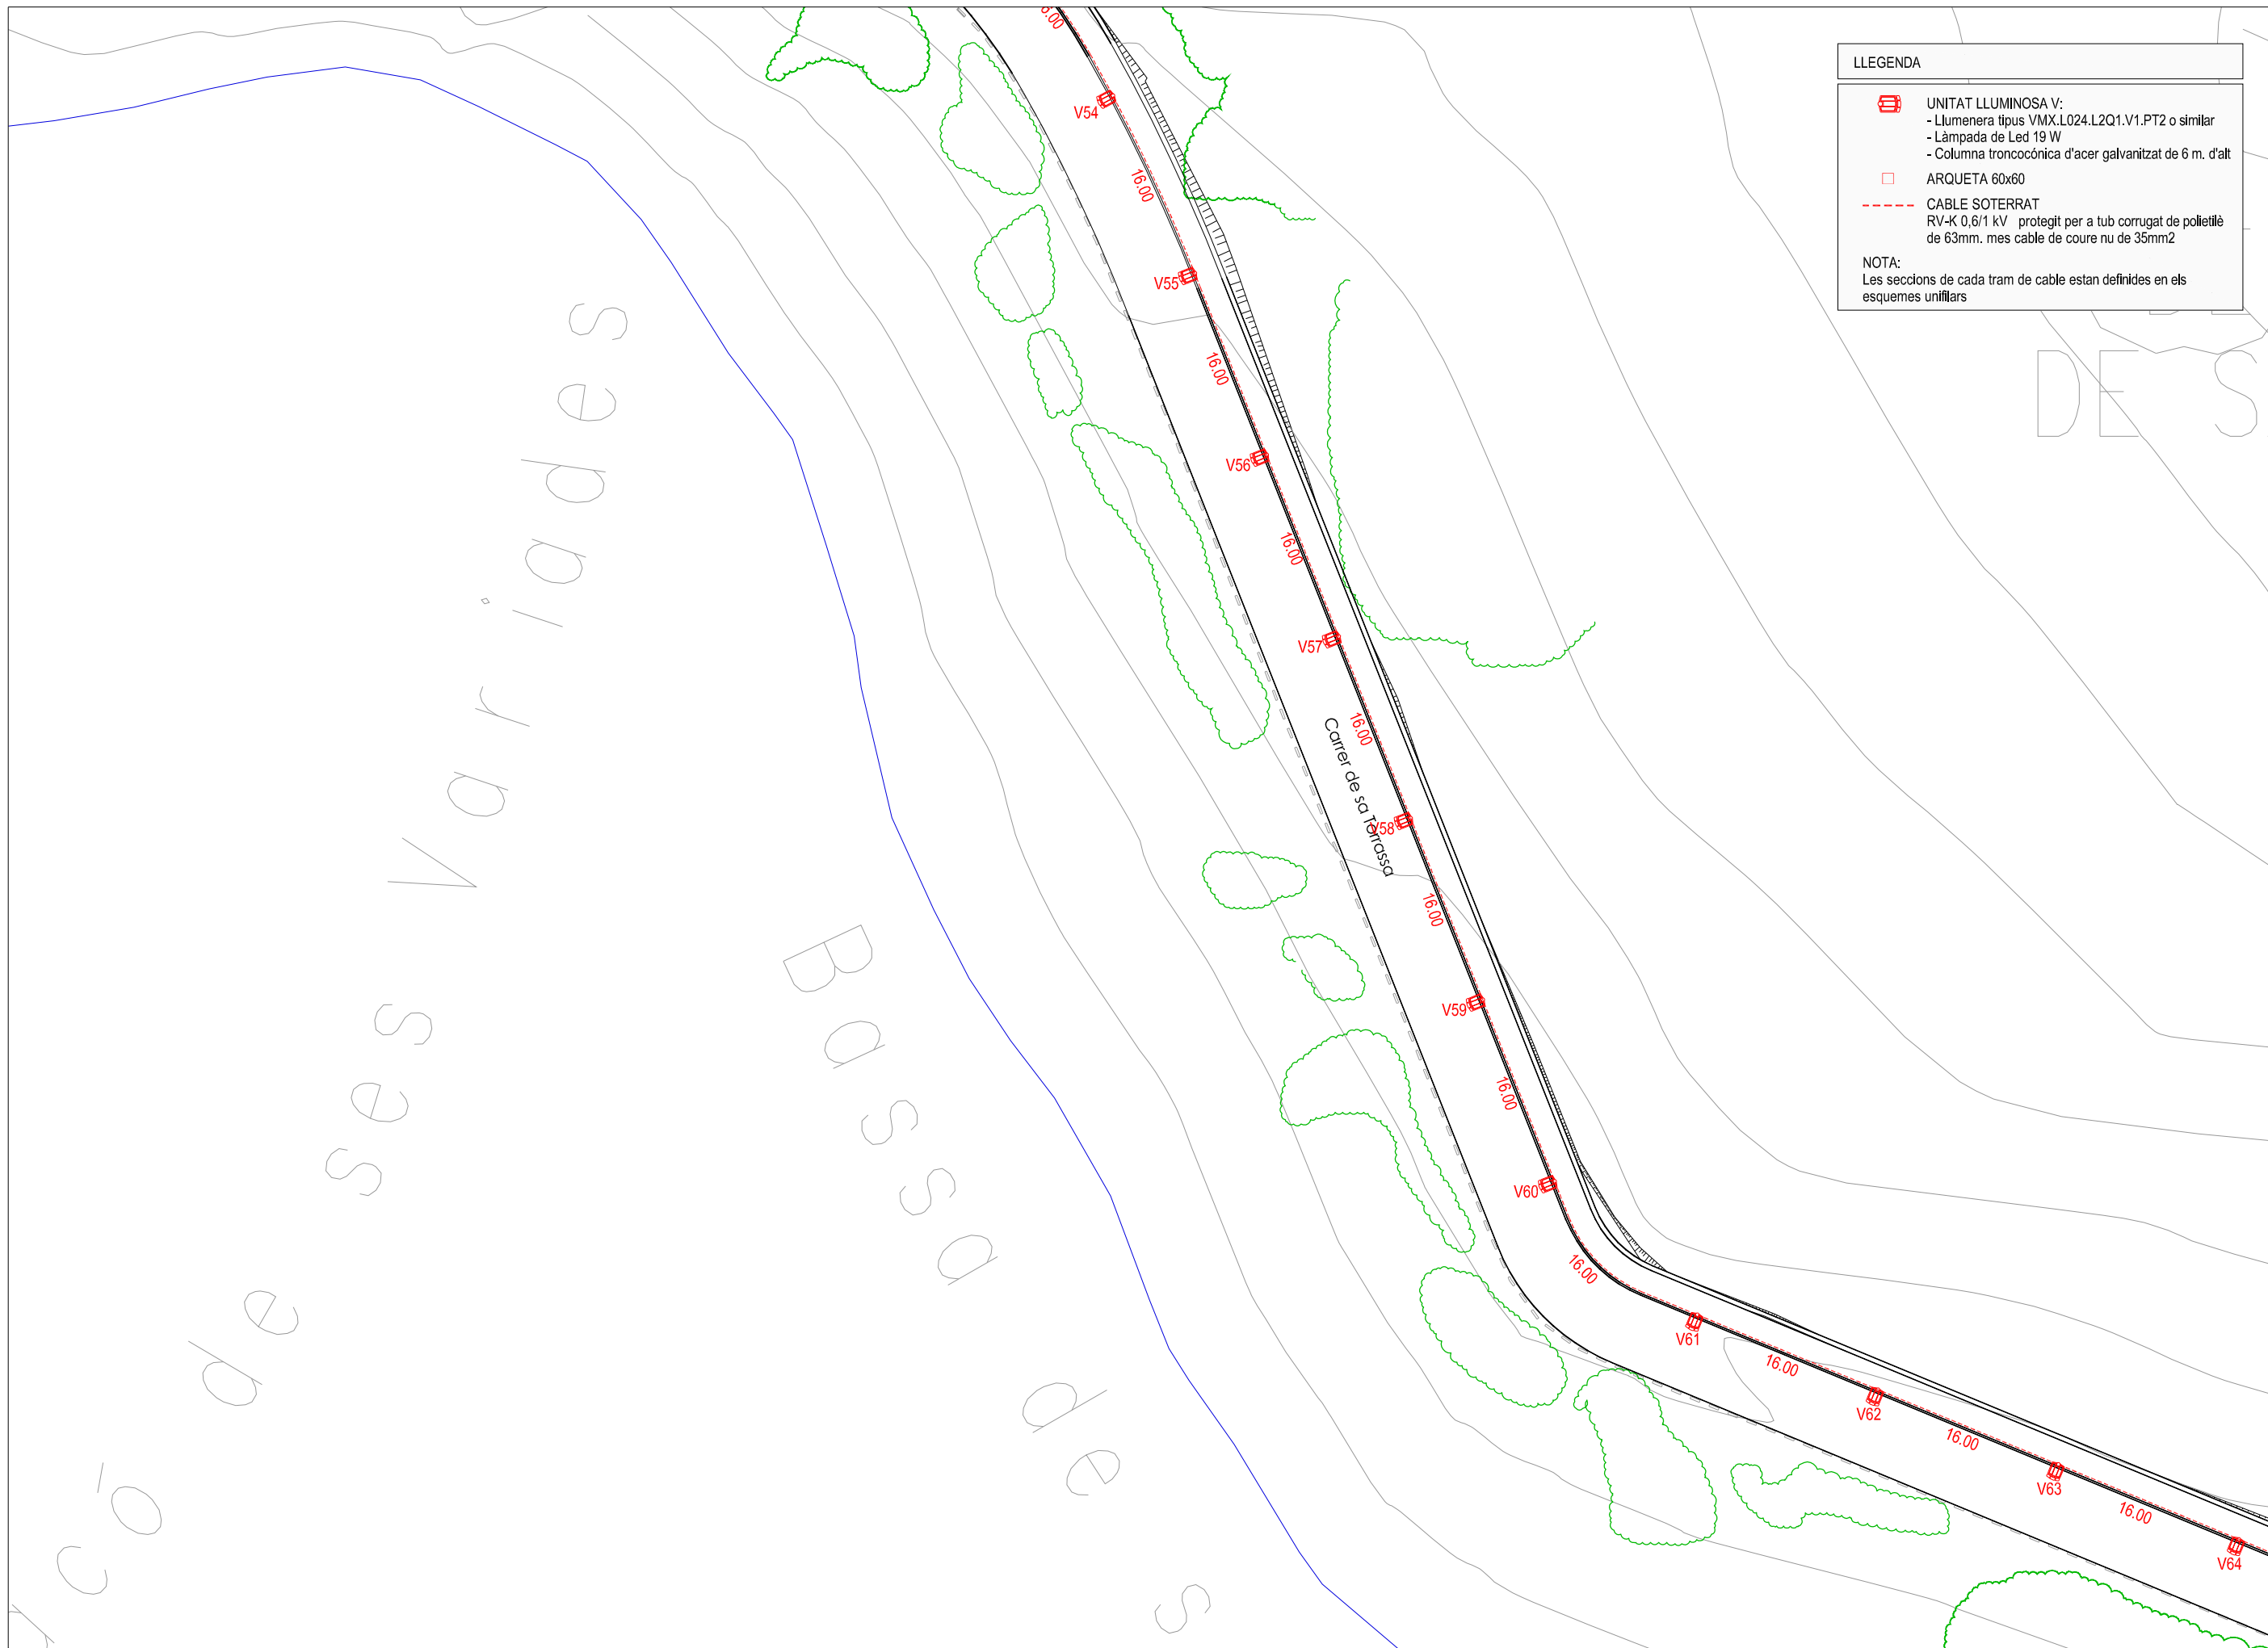 LLEGENDA
UNITAT LLUMINOSA V:
- Llumenera tipus VMX.L024.L2Q1.V1.PT2 o similar
- Làmpada de Led 19 W
- Columna troncocónica d'acer galvanitzat de 6 m. d'alt
ARQUETA 60x60
CABLE SOTERRAT
RV-K 0,6/1 kV protegit per a tub corrugat de polietilè
de 63mm. mes cable de coure nu de 35mm2
NOTA:
Les seccions de cada tram de cable estan definides en els
esquemes unifilars
DE S
V54
16.00
V55
16.00
V56
16.00
V57
16.00
Carrer de sa Torrassa
V58
16.00
V59
16.00
V60
16.00
V61
16.00
V62
16.00
V63
16.00
V64
có de ses Variades
Bassa des